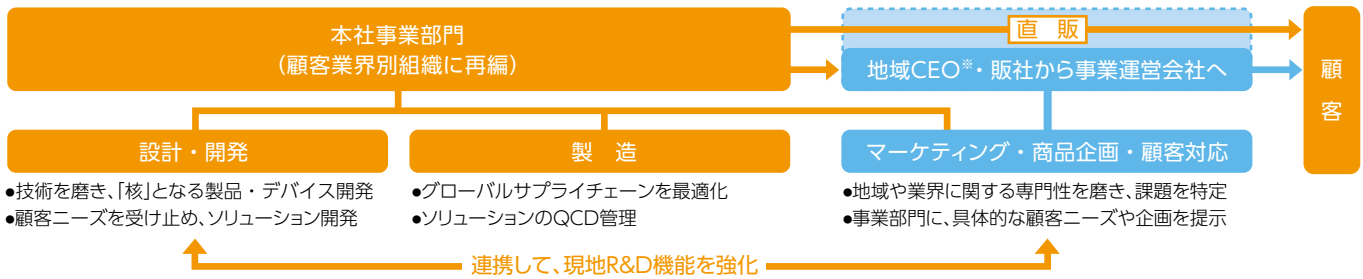 本社事業部門
(顧客業界別組織に再編)
直 販
地域CEO※・販社から事業運営会社へ
顧
客
設計・開発
製 造
マーケティング・商品企画・顧客対応
●技術を磨き、「核」となる製品・デバイス開発
●顧客ニーズを受け止め、ソリューション開発
●グローバルサプライチェーンを最適化
●ソリューションのQCD管理
●地域や業界に関する専門性を磨き、課題を特定
●事業部門に、具体的な顧客ニーズや企画を提示
連携して、現地R&D機能を強化